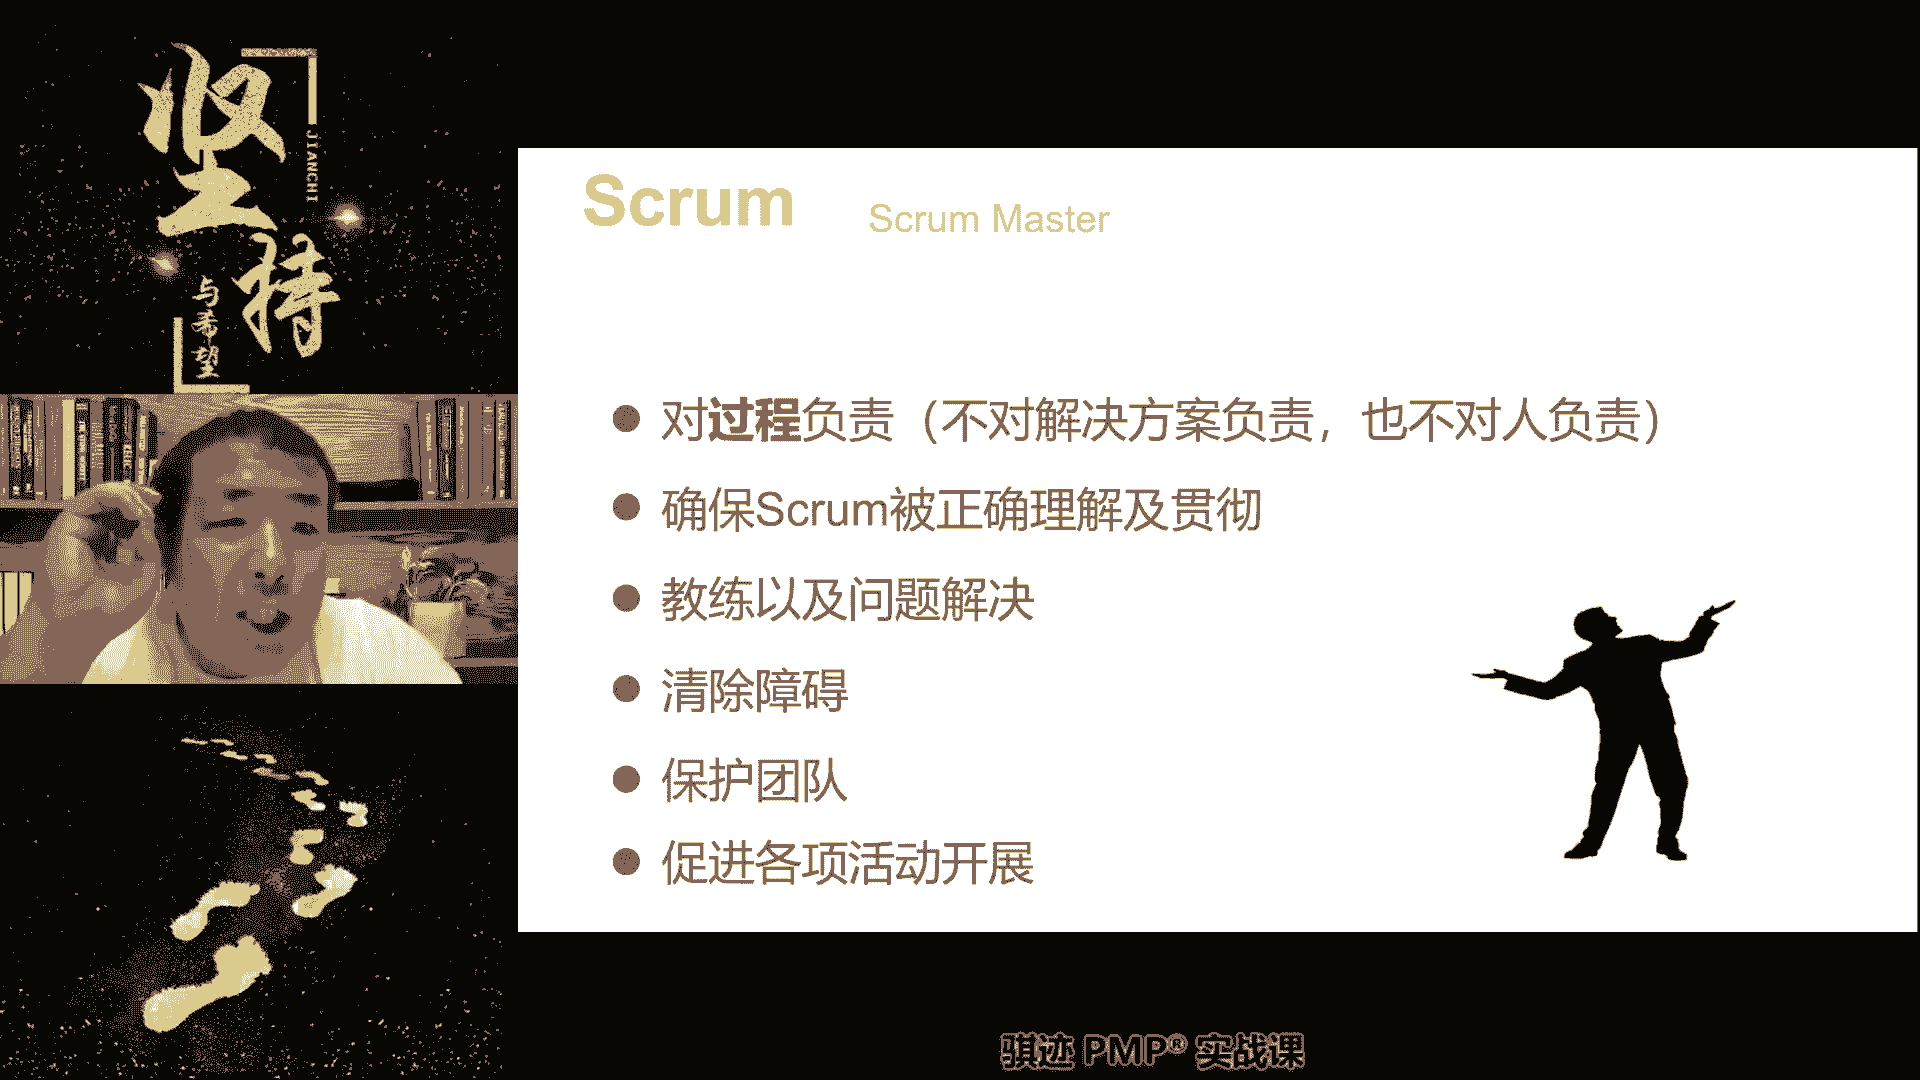 坚持
JIANCHI
与希望
Scrum
Scrum Master
● 对过程负责（不对解决方案负责，也不对人负责）
● 确保Scrum被正确理解及贯彻
● 教练以及问题解决
● 清除障碍
● 保护团队
● 促进各项活动开展
骐迹 PMP® 实战课